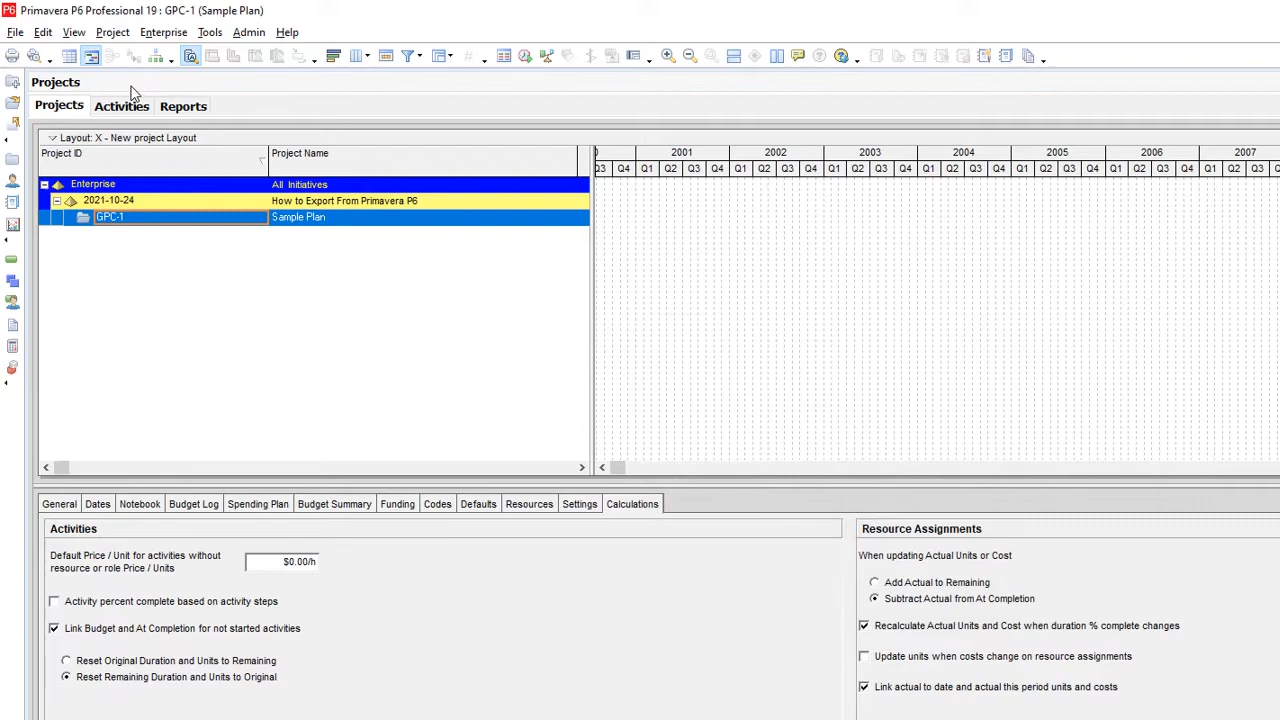 P6 Primavera P6 Professional 19 : GPC-1 (Sample Plan)
File Edit View Project Enterprise Tools Admin Help
Projects
Projects Activities Reports
Layout: X - New project Layout
Project ID Project Name
2001 2002 2003 2004 2005 2006 2007
Q3 Q4 Q1 Q2 Q3 Q4 Q1 Q2 Q3 Q4 Q1 Q2 Q3 Q4 Q1 Q2 Q3 Q4 Q1 Q2 Q3 Q4 Q1 Q2 Q3 Q4 Q1 Q2 Q3
Enterprise All Initiatives
2021-10-24 How to Export From Primavera P6
GPC-1 Sample Plan
General Dates Notebook Budget Log Spending Plan Budget Summary Funding Codes Defaults Resources Settings Calculations
Activities
Default Price / Unit for activities without
resource or role Price / Units
$0.00/h
Activity percent complete based on activity steps
Link Budget and At Completion for not started activities
Reset Original Duration and Units to Remaining
Reset Remaining Duration and Units to Original
Resource Assignments
When updating Actual Units or Cost
Add Actual to Remaining
Subtract Actual from At Completion
Recalculate Actual Units and Cost when duration % complete changes
Update units when costs change on resource assignments
Link actual to date and actual this period units and costs